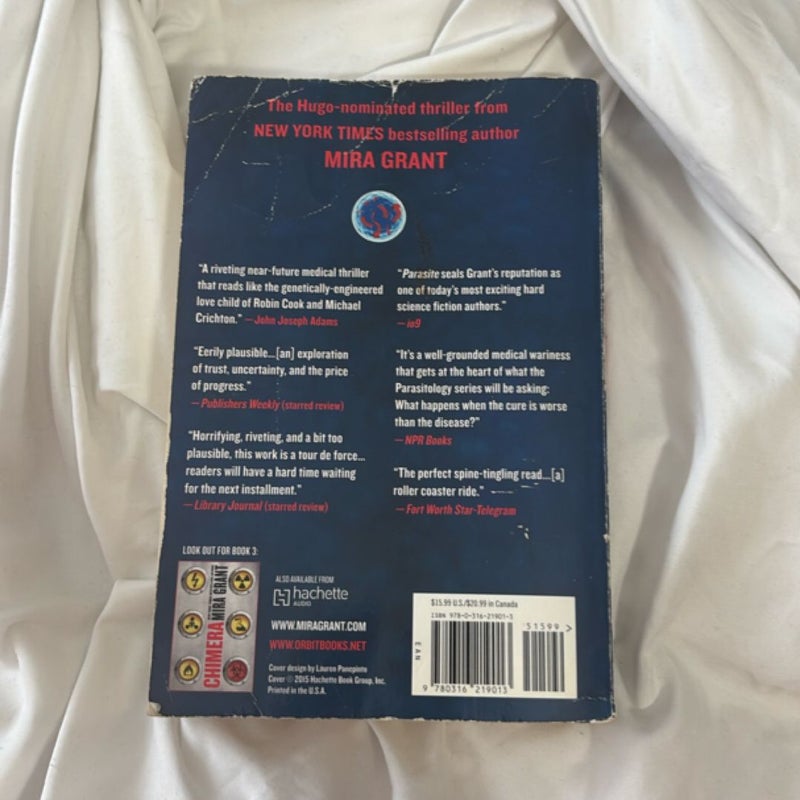 The Hugo-nominated thriller from
NEW YORK TIMES bestselling author
MIRA GRANT
"A riveting near-future medical thriller
that reads like the genetically-engineered
love child of Robin Cook and Michael
Crichton." — John Joseph Adams
"Eerily plausible...[an] exploration
of trust, uncertainty, and the price
of progress."
— Publishers Weekly (starred review)
"Horrifying, riveting, and a bit too
plausible, this work is a tour de force...
readers will have a hard time waiting
for the next installment."
— Library Journal (starred review)
"Parasite seals Grant's reputation as
one of today's most exciting hard
science fiction authors."
— io9
"It's a well-grounded medical wariness
that gets at the heart of what the
Parasitology series will be asking:
What happens when the cure is worse
than the disease?"
— NPR Books
"The perfect spine-tingling read...[a]
roller coaster ride."
— Fort Worth Star-Telegram
LOOK OUT FOR BOOK 3:
CHIMERA
MIRA GRANT
ALSO AVAILABLE FROM
hachette
AUDIO
WWW.MIRAGRANT.COM
WWW.ORBITBOOKS.NET
Cover design by Lauren Panepinto
Cover © 2015 Hachette Book Group, Inc.
Printed in the U.S.A.
$15.99 U.S./$20.99 in Canada
ISBN 978-0-316-21901-3
51599 >
EAN
9 780316 219013